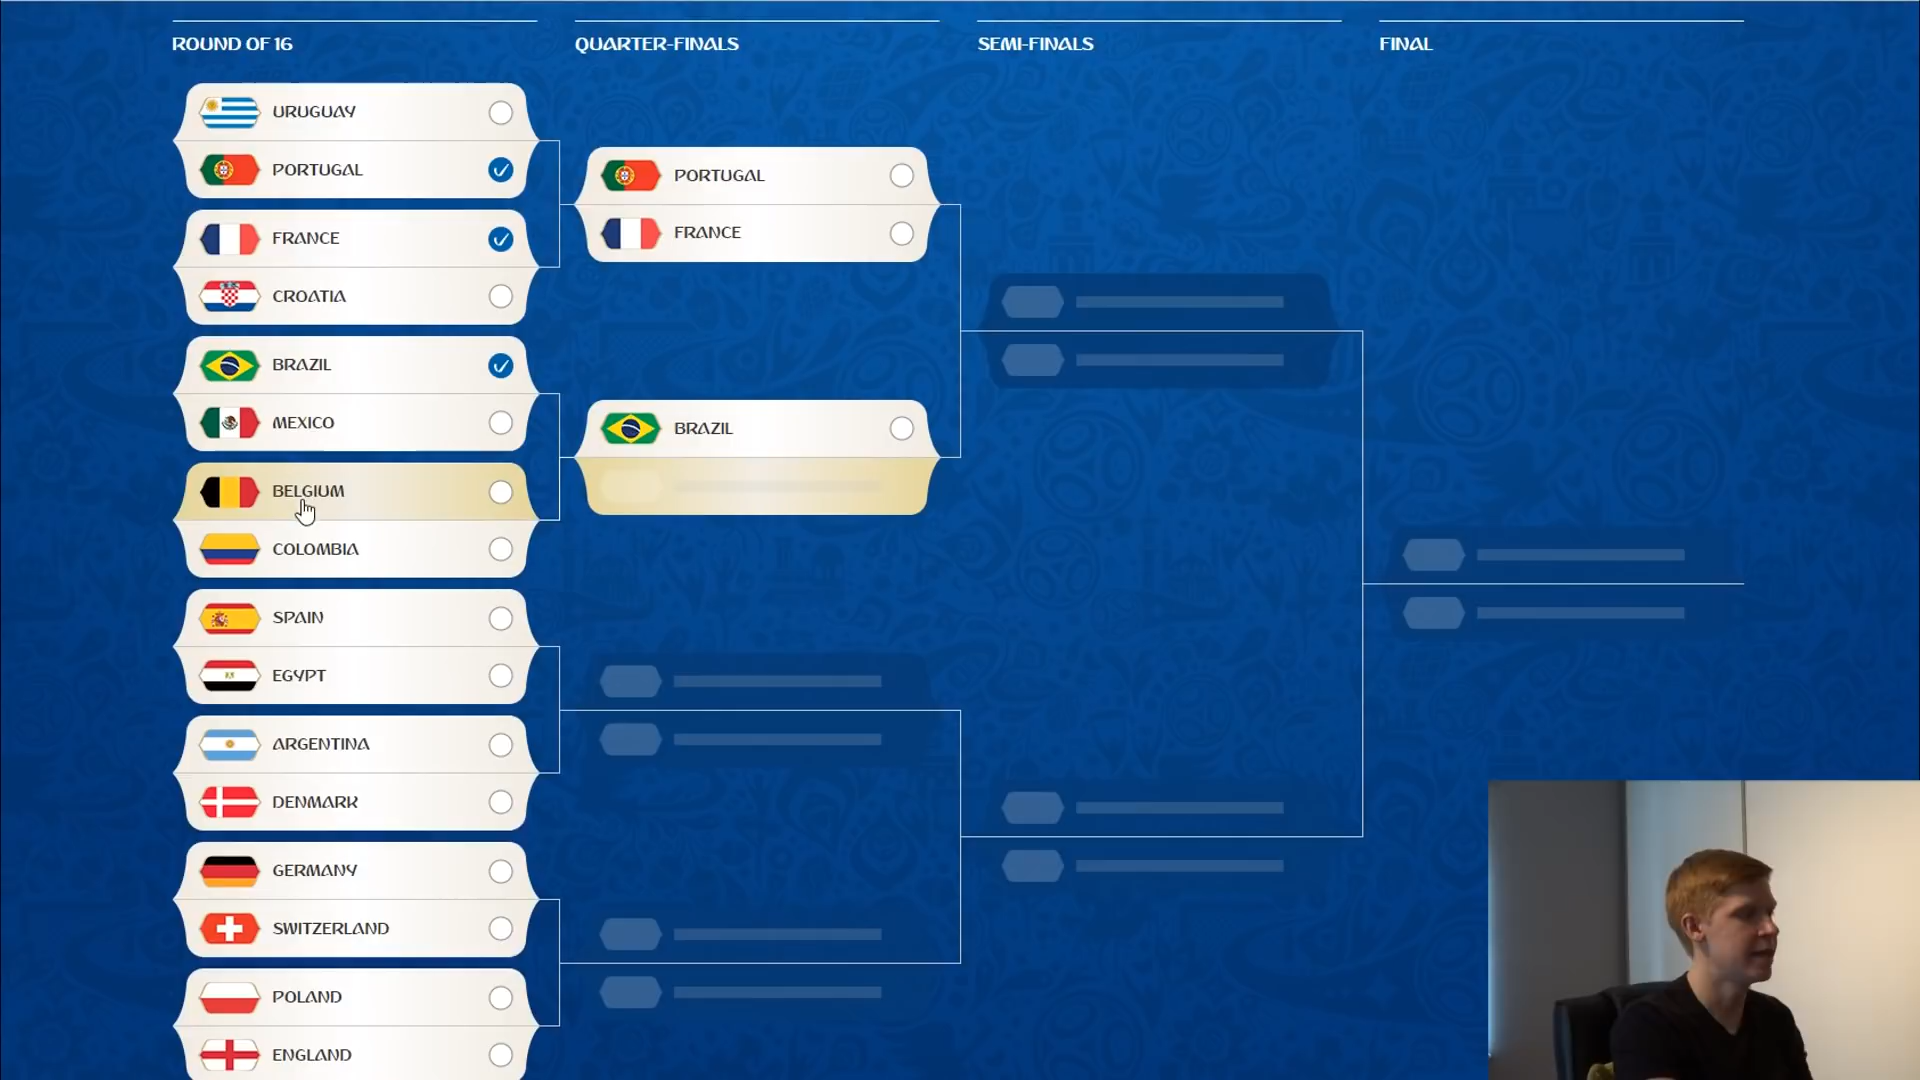 ROUND OF 16
QUARTER-FINALS
SEMI-FINALS
FINAL
URUGUAY
PORTUGAL
FRANCE
CROATIA
BRAZIL
MEXICO
BELGIUM
COLOMBIA
SPAIN
EGYPT
ARGENTINA
DENMARK
GERMANY
SWITZERLAND
POLAND
ENGLAND
PORTUGAL
FRANCE
BRAZIL